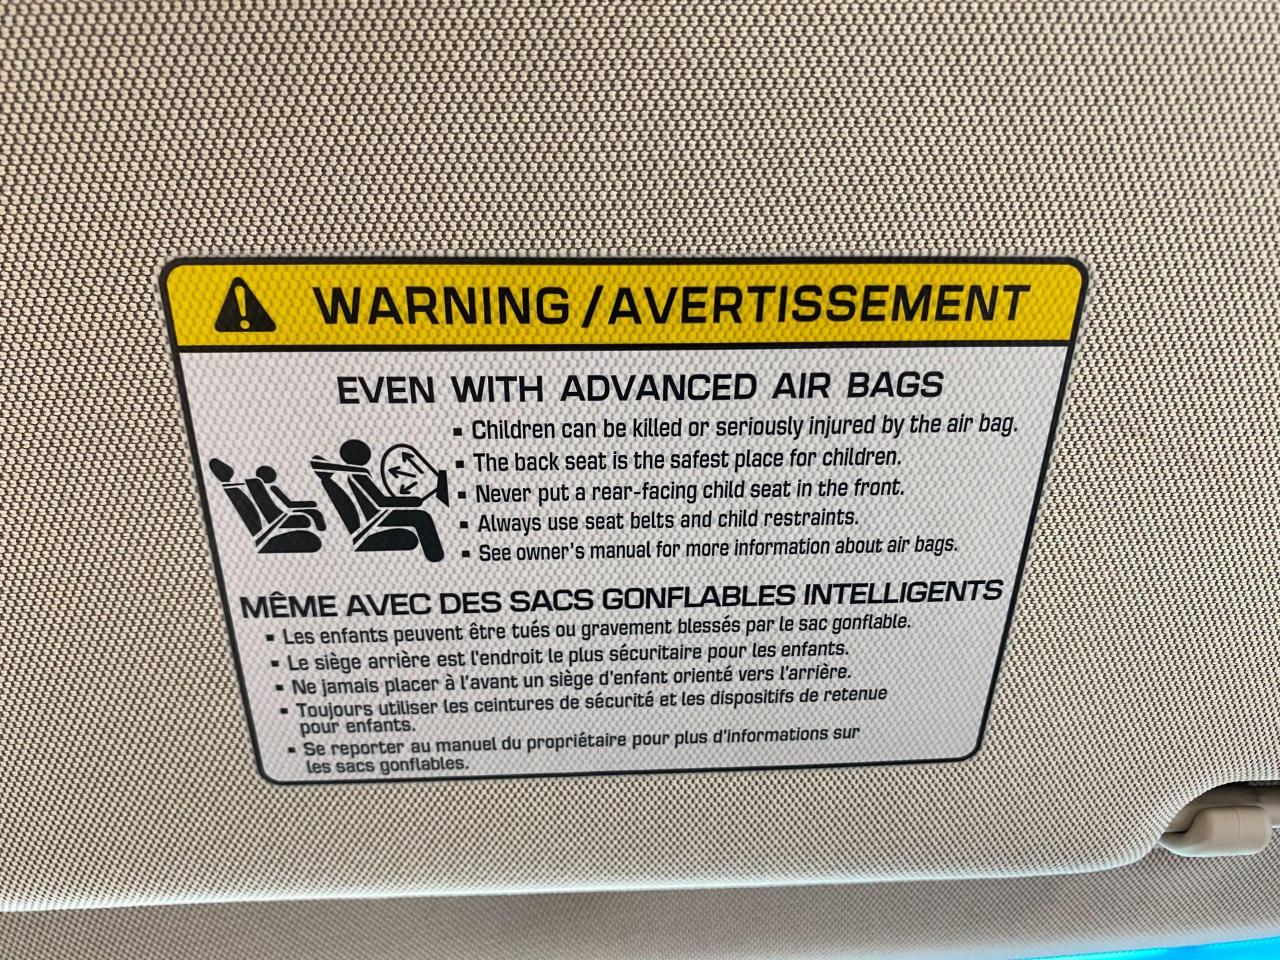 WARNING/AVERTISSEMENT
EVEN WITH ADVANCED AIR BAGS
▪ Children can be killed or seriously injured by the air bag.
▪ The back seat is the safest place for children.
▪ Never put a rear-facing child seat in the front.
▪ Always use seat belts and child restraints.
▪ See owner's manual for more information about air bags.
MÊME AVEC DES SACS GONFLABLES INTELLIGENTS
▪ Les enfants peuvent être tués ou gravement blessés par le sac gonflable.
▪ Le siège arrière est l'endroit le plus sécuritaire pour les enfants.
▪ Ne jamais placer à l'avant un siège d'enfant orienté vers l'arrière.
▪ Toujours utiliser les ceintures de sécurité et les dispositifs de retenue
pour enfants.
▪ Se reporter au manuel du propriétaire pour plus d'informations sur
les sacs gonflables.